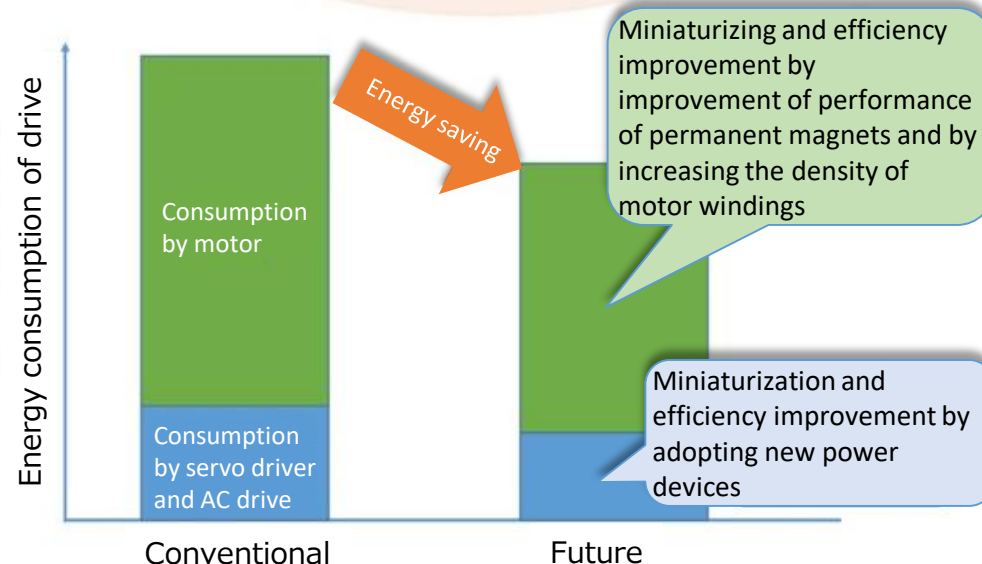 Energy consumption of drive
Energy saving
Miniaturizing and efficiency
improvement by
improvement of performance
of permanent magnets and by
increasing the density of
motor windings
Consumption
by motor
Miniaturization and
efficiency improvement by
adopting new power
devices
Consumption
by servo driver
and AC drive
Conventional
Future